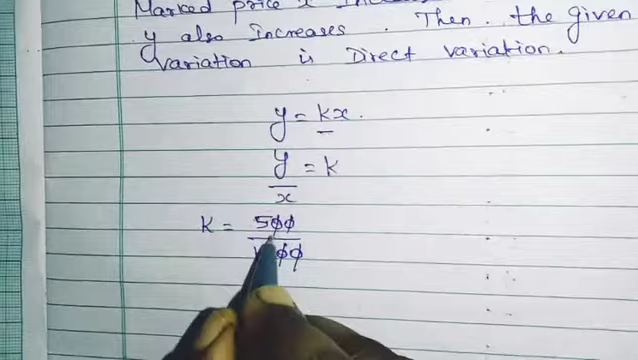 Marked price x
y also Increases. Then. the given
variation is Direct variation.
y = kx.
y/x = k
K = 500